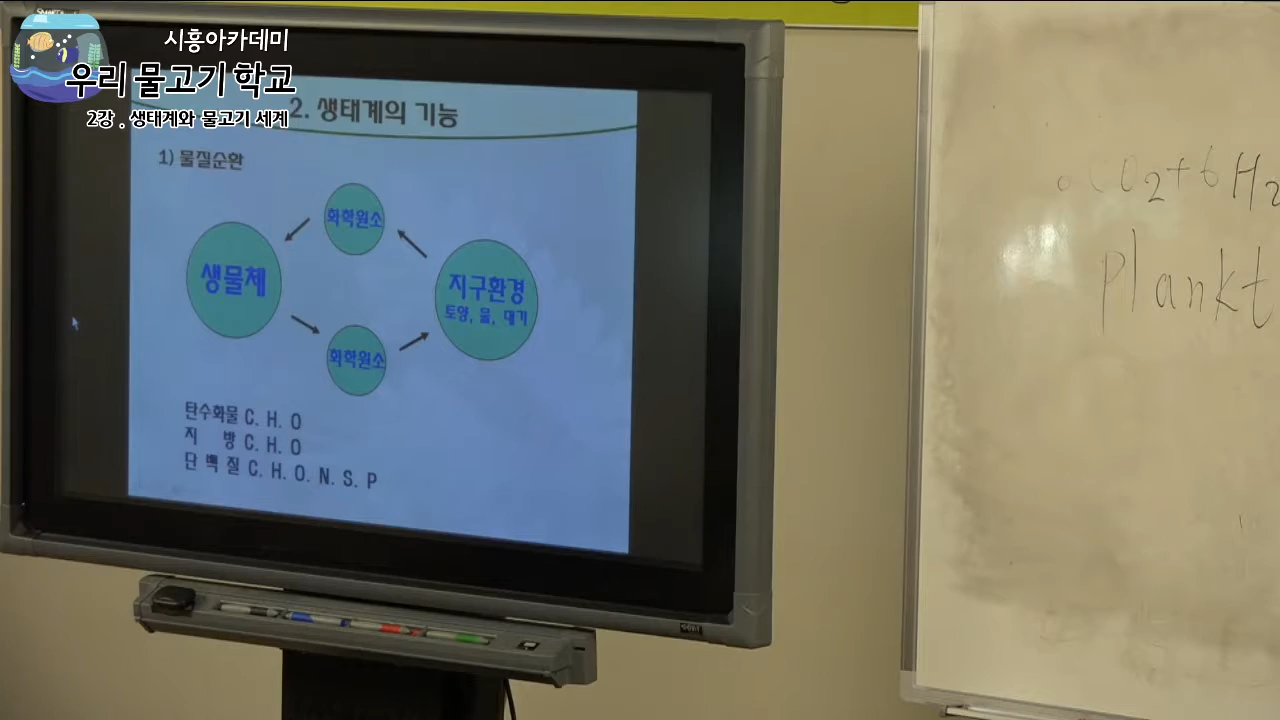 시흥아카데미
우리 물고기 학교
2강 . 생태계와 물고기 세계
2. 생태계의 기능
1) 물질순환
화학원소
생물체
지구환경
토양, 물, 대기
화학원소
탄수화물 C. H. O
지 방 C. H. O
단 백 질 C. H. O. N. S. P
6CO2+6H2
Plankt